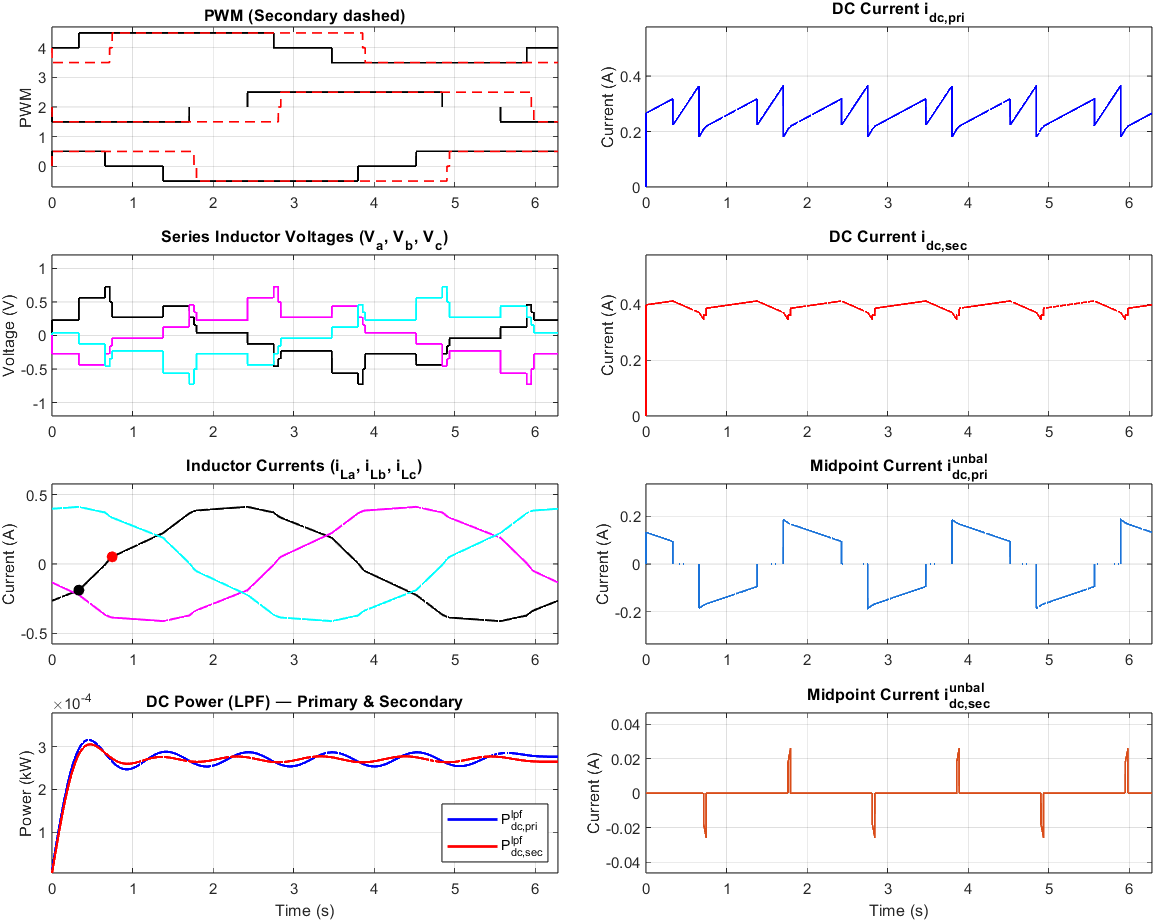 PWM (Secondary dashed)
PWM
4
3
2
1
0
0 1 2 3 4 5 6
DC Current i_dc,pri
Current (A)
0.4
0.2
0
0 1 2 3 4 5 6
Series Inductor Voltages (V_a, V_b, V_c)
Voltage (V)
1
0.5
0
-0.5
-1
0 1 2 3 4 5 6
DC Current i_dc,sec
Current (A)
0.4
0.2
0
0 1 2 3 4 5 6
Inductor Currents (i_La, i_Lb, i_Lc)
Current (A)
0.5
0
-0.5
0 1 2 3 4 5 6
Midpoint Current i^unbal_dc,pri
Current (A)
0.2
0
-0.2
0 1 2 3 4 5 6
DC Power (LPF) — Primary & Secondary
×10^-4
Power (kW)
3
2
1
0 1 2 3 4 5 6
Time (s)
P^lpf_dc,pri
P^lpf_dc,sec
Midpoint Current i^unbal_dc,sec
Current (A)
0.04
0.02
0
-0.02
-0.04
0 1 2 3 4 5 6
Time (s)